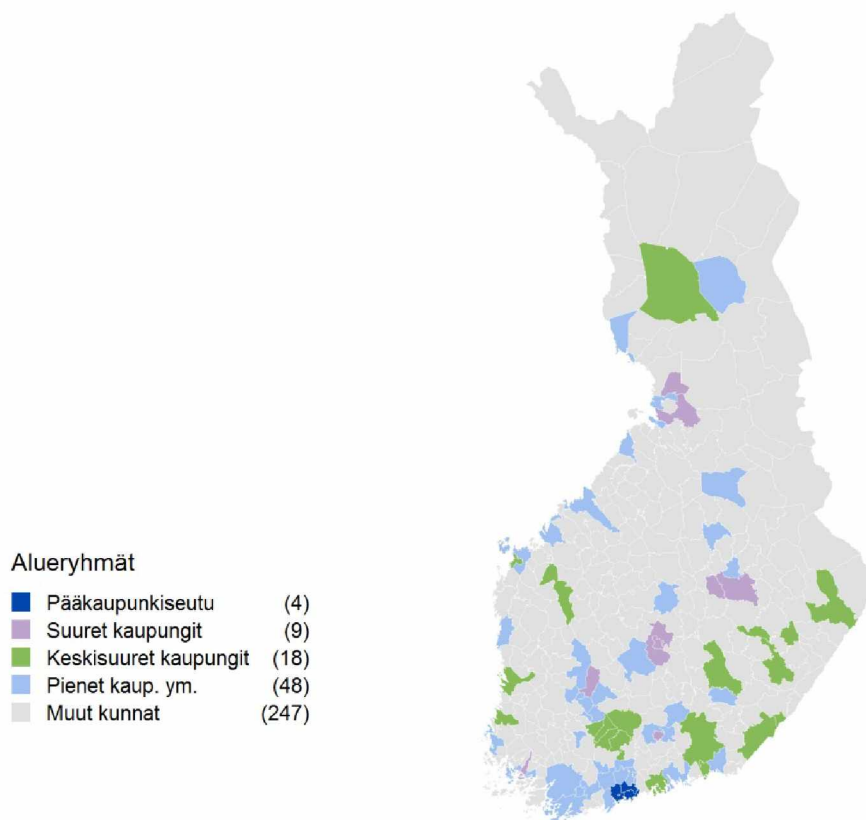 Alueryhmät
Pääkaupunkiseutu (4)
Suuret kaupungit (9)
Keskisuuret kaupungit (18)
Pienet kaup. ym. (48)
Muut kunnat (247)